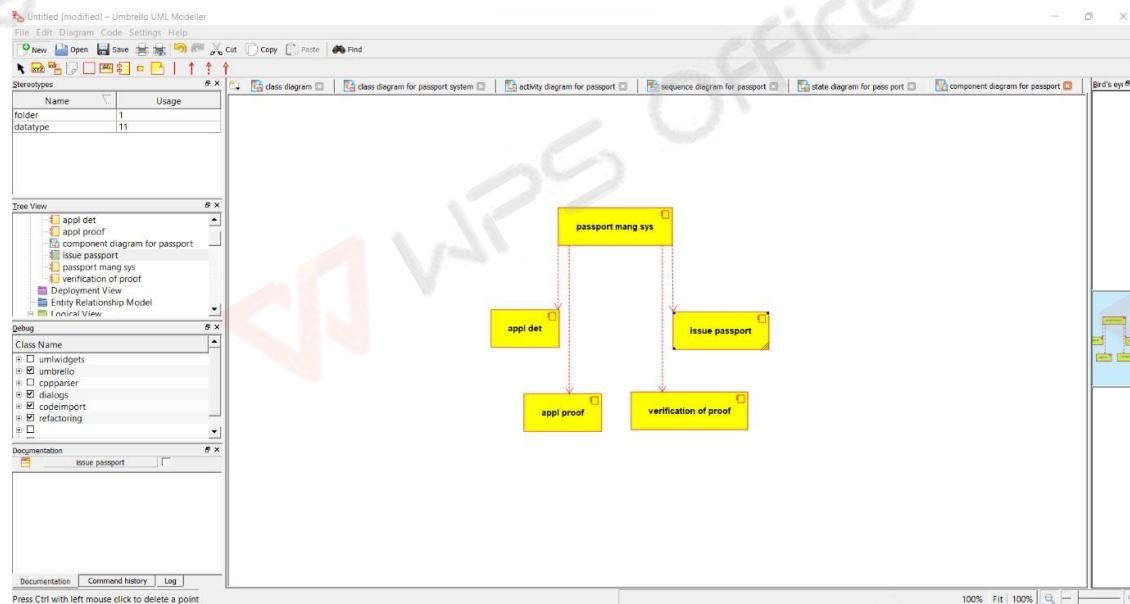 Untitled [modified] – Umbrello UML Modeller
File Edit Diagram Code Settings Help
New Open Save Cut Copy Paste Find
Stereotypes
class diagram
class diagram for passport system
activity diagram for passport
sequence diagram for passport
state diagram for pass port
component diagram for passport
Bird's eye
Name Usage
folder 1
datatype 11
Tree View
appl det
appl proof
component diagram for passport
issue passport
passport mang sys
verification of proof
Deployment View
Entity Relationship Model
Logical View
Debug
Class Name
umlwidgets
umbrello
cppparser
dialogs
codeimport
refactoring
Documentation
issue passport
Documentation Command history Log
Press Ctrl with left mouse click to delete a point
passport mang sys
appl det
issue passport
appl proof
verification of proof
100% Fit 100%
WPS Office